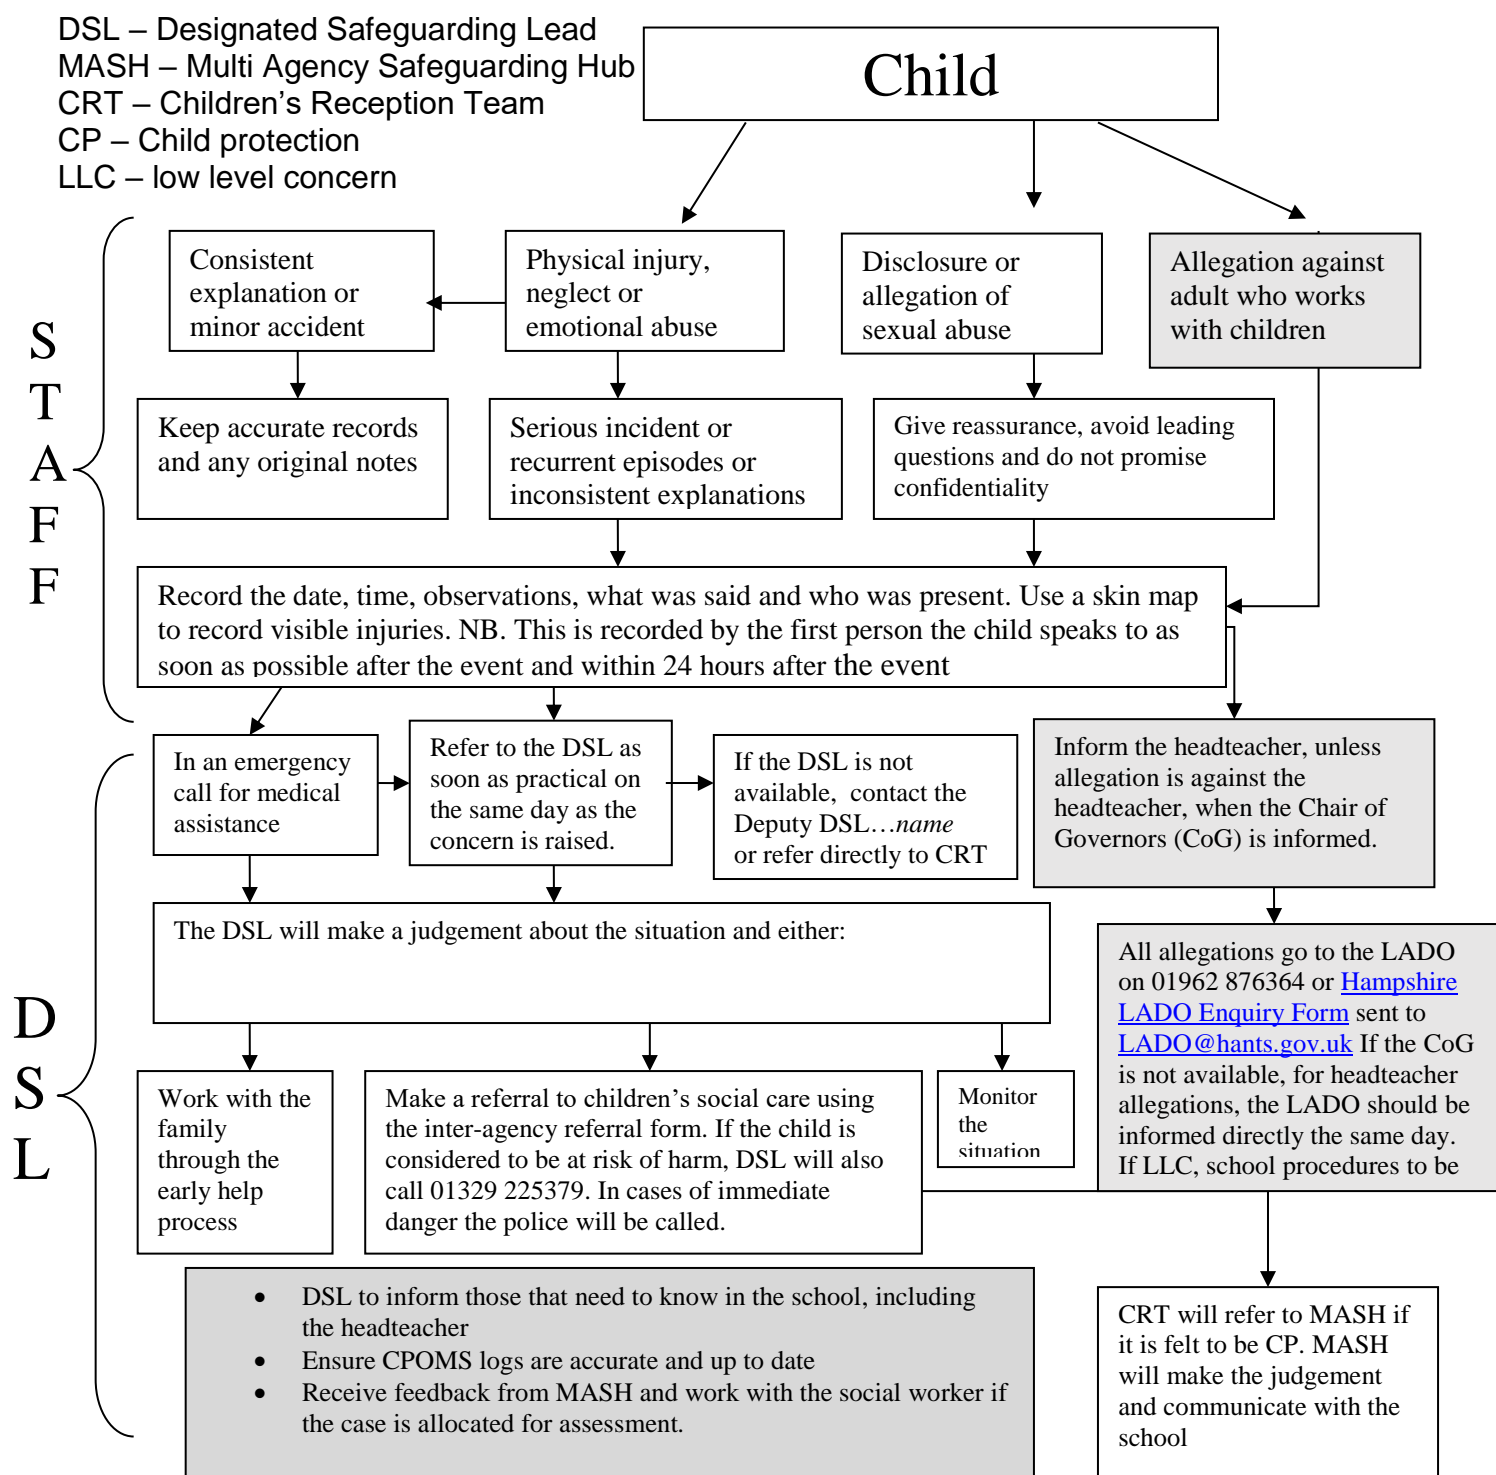 DSL – Designated Safeguarding Lead
MASH – Multi Agency Safeguarding Hub
CRT – Children's Reception Team
CP – Child protection
LLC – low level concern
Child
STAFF
Consistent
explanation or
minor accident
Physical injury,
neglect or
emotional abuse
Disclosure or
allegation of
sexual abuse
Allegation against
adult who works
with children
Keep accurate records
and any original notes
Serious incident or
recurrent episodes or
inconsistent explanations
Give reassurance, avoid leading
questions and do not promise
confidentiality
Record the date, time, observations, what was said and who was present. Use a skin map
to record visible injuries. NB. This is recorded by the first person the child speaks to as
soon as possible after the event and within 24 hours after the event
DSL
In an emergency
call for medical
assistance
Refer to the DSL as
soon as practical on
the same day as the
concern is raised.
If the DSL is not
available,  contact the
Deputy DSL…name
or refer directly to CRT
Inform the headteacher, unless
allegation is against the
headteacher, when the Chair of
Governors (CoG) is informed.
The DSL will make a judgement about the situation and either:
All allegations go to the LADO
on 01962 876364 or Hampshire
LADO Enquiry Form sent to
LADO@hants.gov.uk If the CoG
is not available, for headteacher
allegations, the LADO should be
informed directly the same day.
If LLC, school procedures to be
Work with the
family
through the
early help
process
Make a referral to children's social care using
the inter-agency referral form. If the child is
considered to be at risk of harm, DSL will also
call 01329 225379. In cases of immediate
danger the police will be called.
Monitor
the
situation
• DSL to inform those that need to know in the school, including
the headteacher
• Ensure CPOMS logs are accurate and up to date
• Receive feedback from MASH and work with the social worker if
the case is allocated for assessment.
CRT will refer to MASH if
it is felt to be CP. MASH
will make the judgement
and communicate with the
school